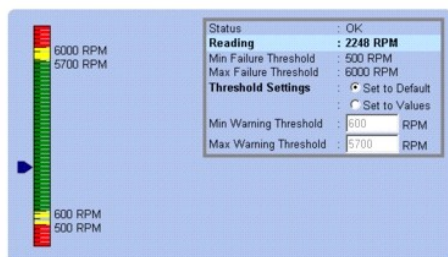 6000 RPM
5700 RPM
600 RPM
500 RPM
Status : OK
Reading : 2248 RPM
Min Failure Threshold : 500 RPM
Max Failure Threshold : 6000 RPM
Threshold Settings : Set to Default
: Set to Values
Min Warning Threshold : 600 RPM
Max Warning Threshold : 5700 RPM